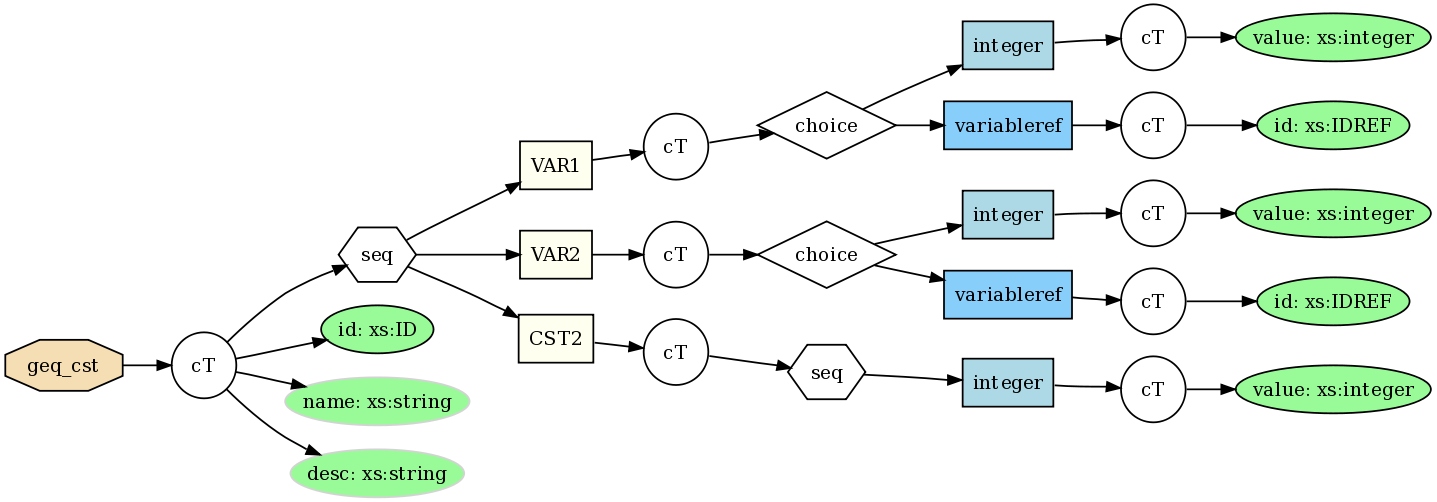 geq_cst
cT
seq
id: xs:ID
name: xs:string
desc: xs:string
VAR1
cT
choice
integer
cT
value: xs:integer
variableref
cT
id: xs:IDREF
VAR2
cT
choice
integer
cT
value: xs:integer
variableref
cT
id: xs:IDREF
CST2
cT
seq
integer
cT
value: xs:integer